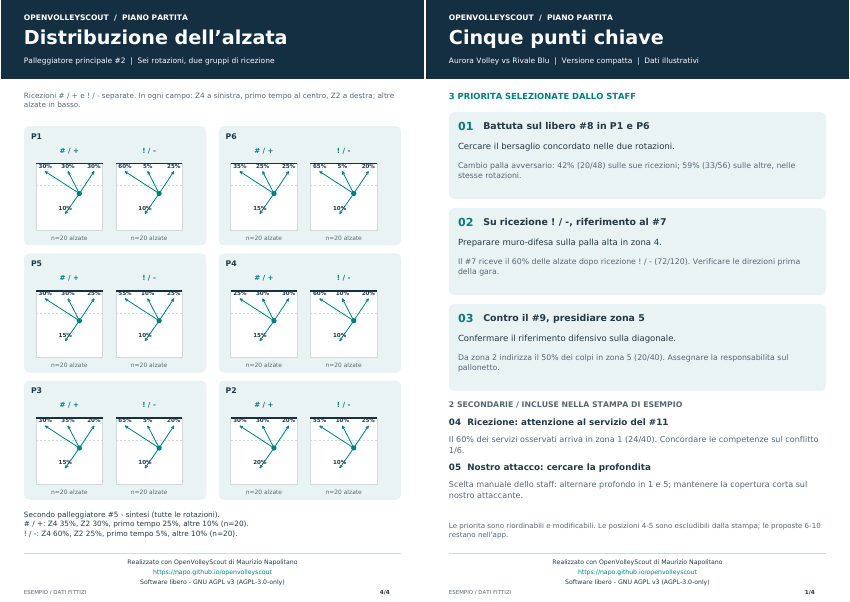 OPENVOLLEYSCOUT / PIANO PARTITA
Distribuzione dell’alzata
Palleggiatore principale #2 | Sei rotazioni, due gruppi di ricezione
Ricezioni # / + e ! / - separate. In ogni campo: Z4 a sinistra, primo tempo al centro, Z2 a destra; altre
alzate in basso.
P1
# / +
! / -
30% 30% 30%
60% 5% 25%
10%
10%
n=20 alzate
n=20 alzate
P6
# / +
! / -
35% 25% 25%
65% 5% 20%
15%
10%
n=20 alzate
n=20 alzate
P5
# / +
! / -
30% 30% 25%
55% 10% 25%
15%
10%
n=20 alzate
n=20 alzate
P4
# / +
! / -
25% 30% 25%
60% 10% 20%
20%
10%
n=20 alzate
n=20 alzate
P3
# / +
! / -
30% 35% 20%
65% 5% 20%
15%
10%
n=20 alzate
n=20 alzate
P2
# / +
! / -
30% 30% 20%
55% 10% 25%
20%
10%
n=20 alzate
n=20 alzate
Secondo palleggiatore #5 - sintesi (tutte le rotazioni).
# / +: Z4 35%, Z2 30%, primo tempo 25%, altre 10% (n=20).
! / -: Z4 60%, Z2 25%, primo tempo 5%, altre 10% (n=20).
Realizzato con OpenVolleyScout di Maurizio Napolitano
https://napo.github.io/openvolleyscout
Software libero - GNU AGPL v3 (AGPL-3.0-only)
ESEMPIO / DATI FITTIZI
4/4
OPENVOLLEYSCOUT / PIANO PARTITA
Cinque punti chiave
Aurora Volley vs Rivale Blu | Versione compatta | Dati illustrativi
3 PRIORITA SELEZIONATE DALLO STAFF
01 Battuta sul libero #8 in P1 e P6
Cercare il bersaglio concordato nelle due rotazioni.
Cambio palla avversario: 42% (20/48) sulle sue ricezioni; 59% (33/56) sulle altre, nelle
stesse rotazioni.
02 Su ricezione ! / -, riferimento al #7
Preparare muro-difesa sulla palla alta in zona 4.
Il #7 riceve il 60% delle alzate dopo ricezione ! / - (72/120). Verificare le direzioni prima
della gara.
03 Contro il #9, presidiare zona 5
Confermare il riferimento difensivo sulla diagonale.
Da zona 2 indirizza il 50% dei colpi in zona 5 (20/40). Assegnare la responsabilita sul
pallonetto.
2 SECONDARIE / INCLUSE NELLA STAMPA DI ESEMPIO
04 Ricezione: attenzione al servizio del #11
Il 60% dei servizi osservati arriva in zona 1 (24/40). Concordare le competenze sul conflitto
1/6.
05 Nostro attacco: cercare la profondita
Scelta manuale dello staff: alternare profondo in 1 e 5; mantenere la copertura corta sul
nostro attaccante.
Le priorita sono riordinabili e modificabili. Le posizioni 4-5 sono escludibili dalla stampa; le proposte 6-10
restano nell'app.
Realizzato con OpenVolleyScout di Maurizio Napolitano
https://napo.github.io/openvolleyscout
Software libero - GNU AGPL v3 (AGPL-3.0-only)
ESEMPIO / DATI FITTIZI
1/4